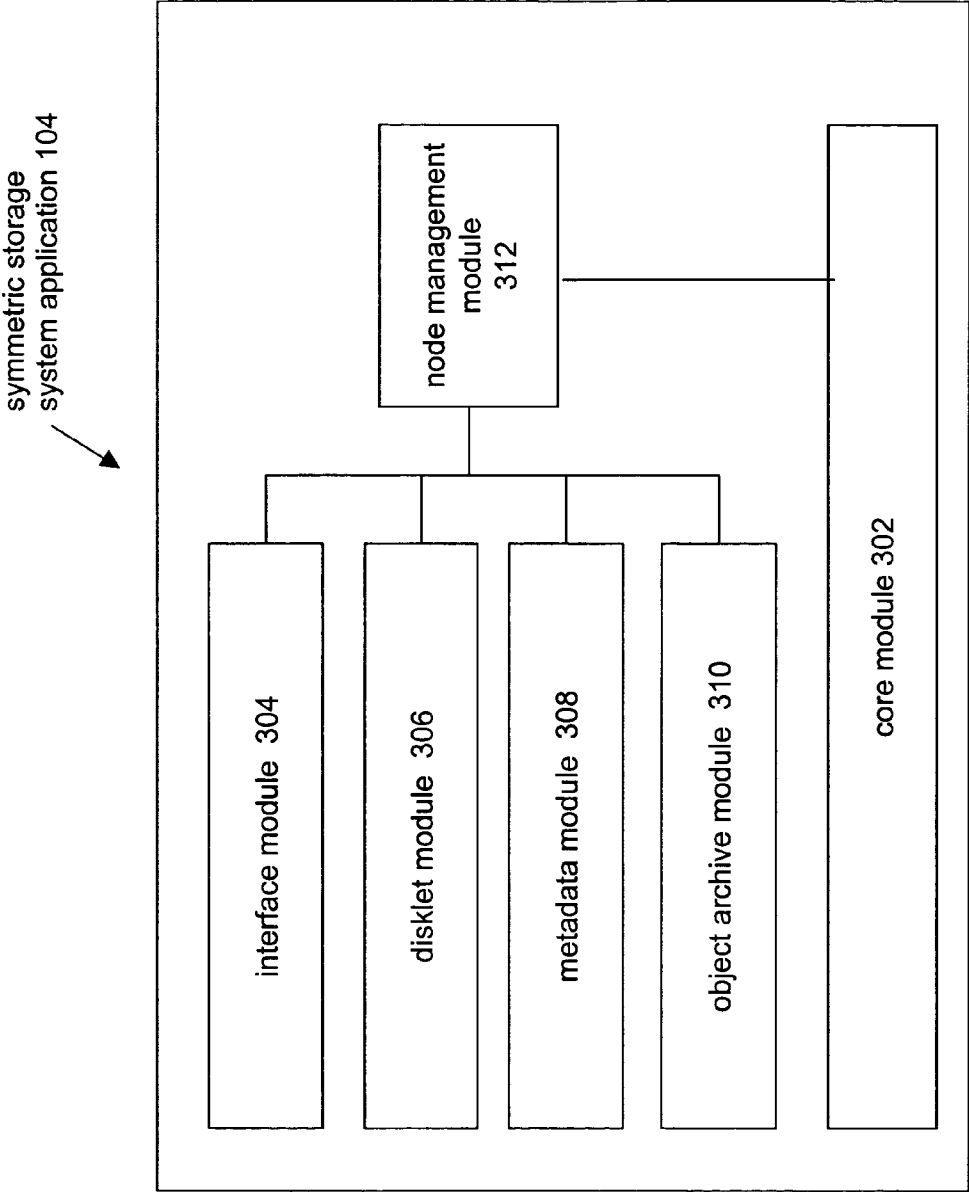 symmetric storage
system application 104
interface module 304
disklet module 306
metadata module 308
object archive module 310
node management
module
312
core module 302